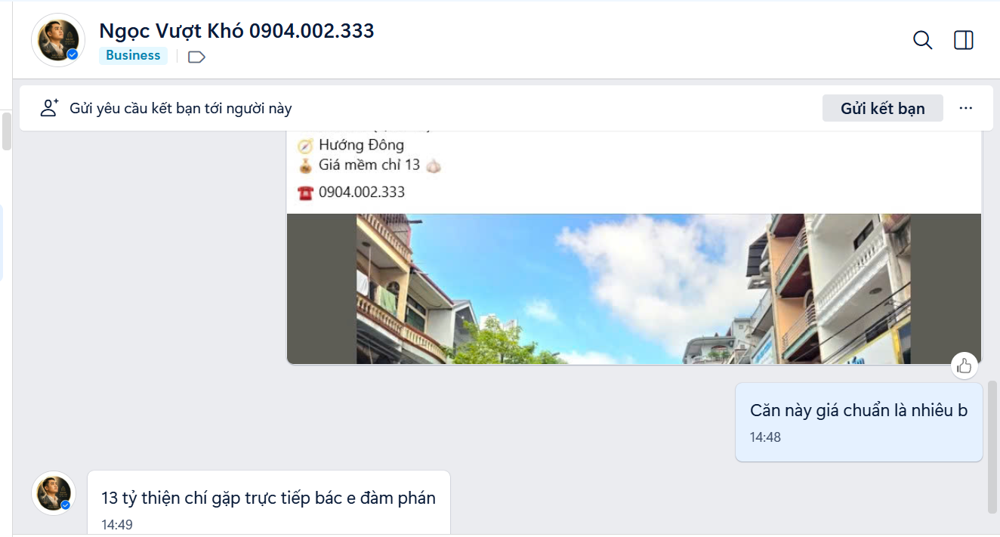 Ngọc Vượt Khó 0904.002.333
Business
Gửi yêu cầu kết bạn tới người này
Gửi kết bạn
Hướng Đông
Giá mềm chỉ 13
0904.002.333
Căn này giá chuẩn là nhiêu b
14:48
13 tỷ thiện chí gặp trực tiếp bác e đàm phán
14:49